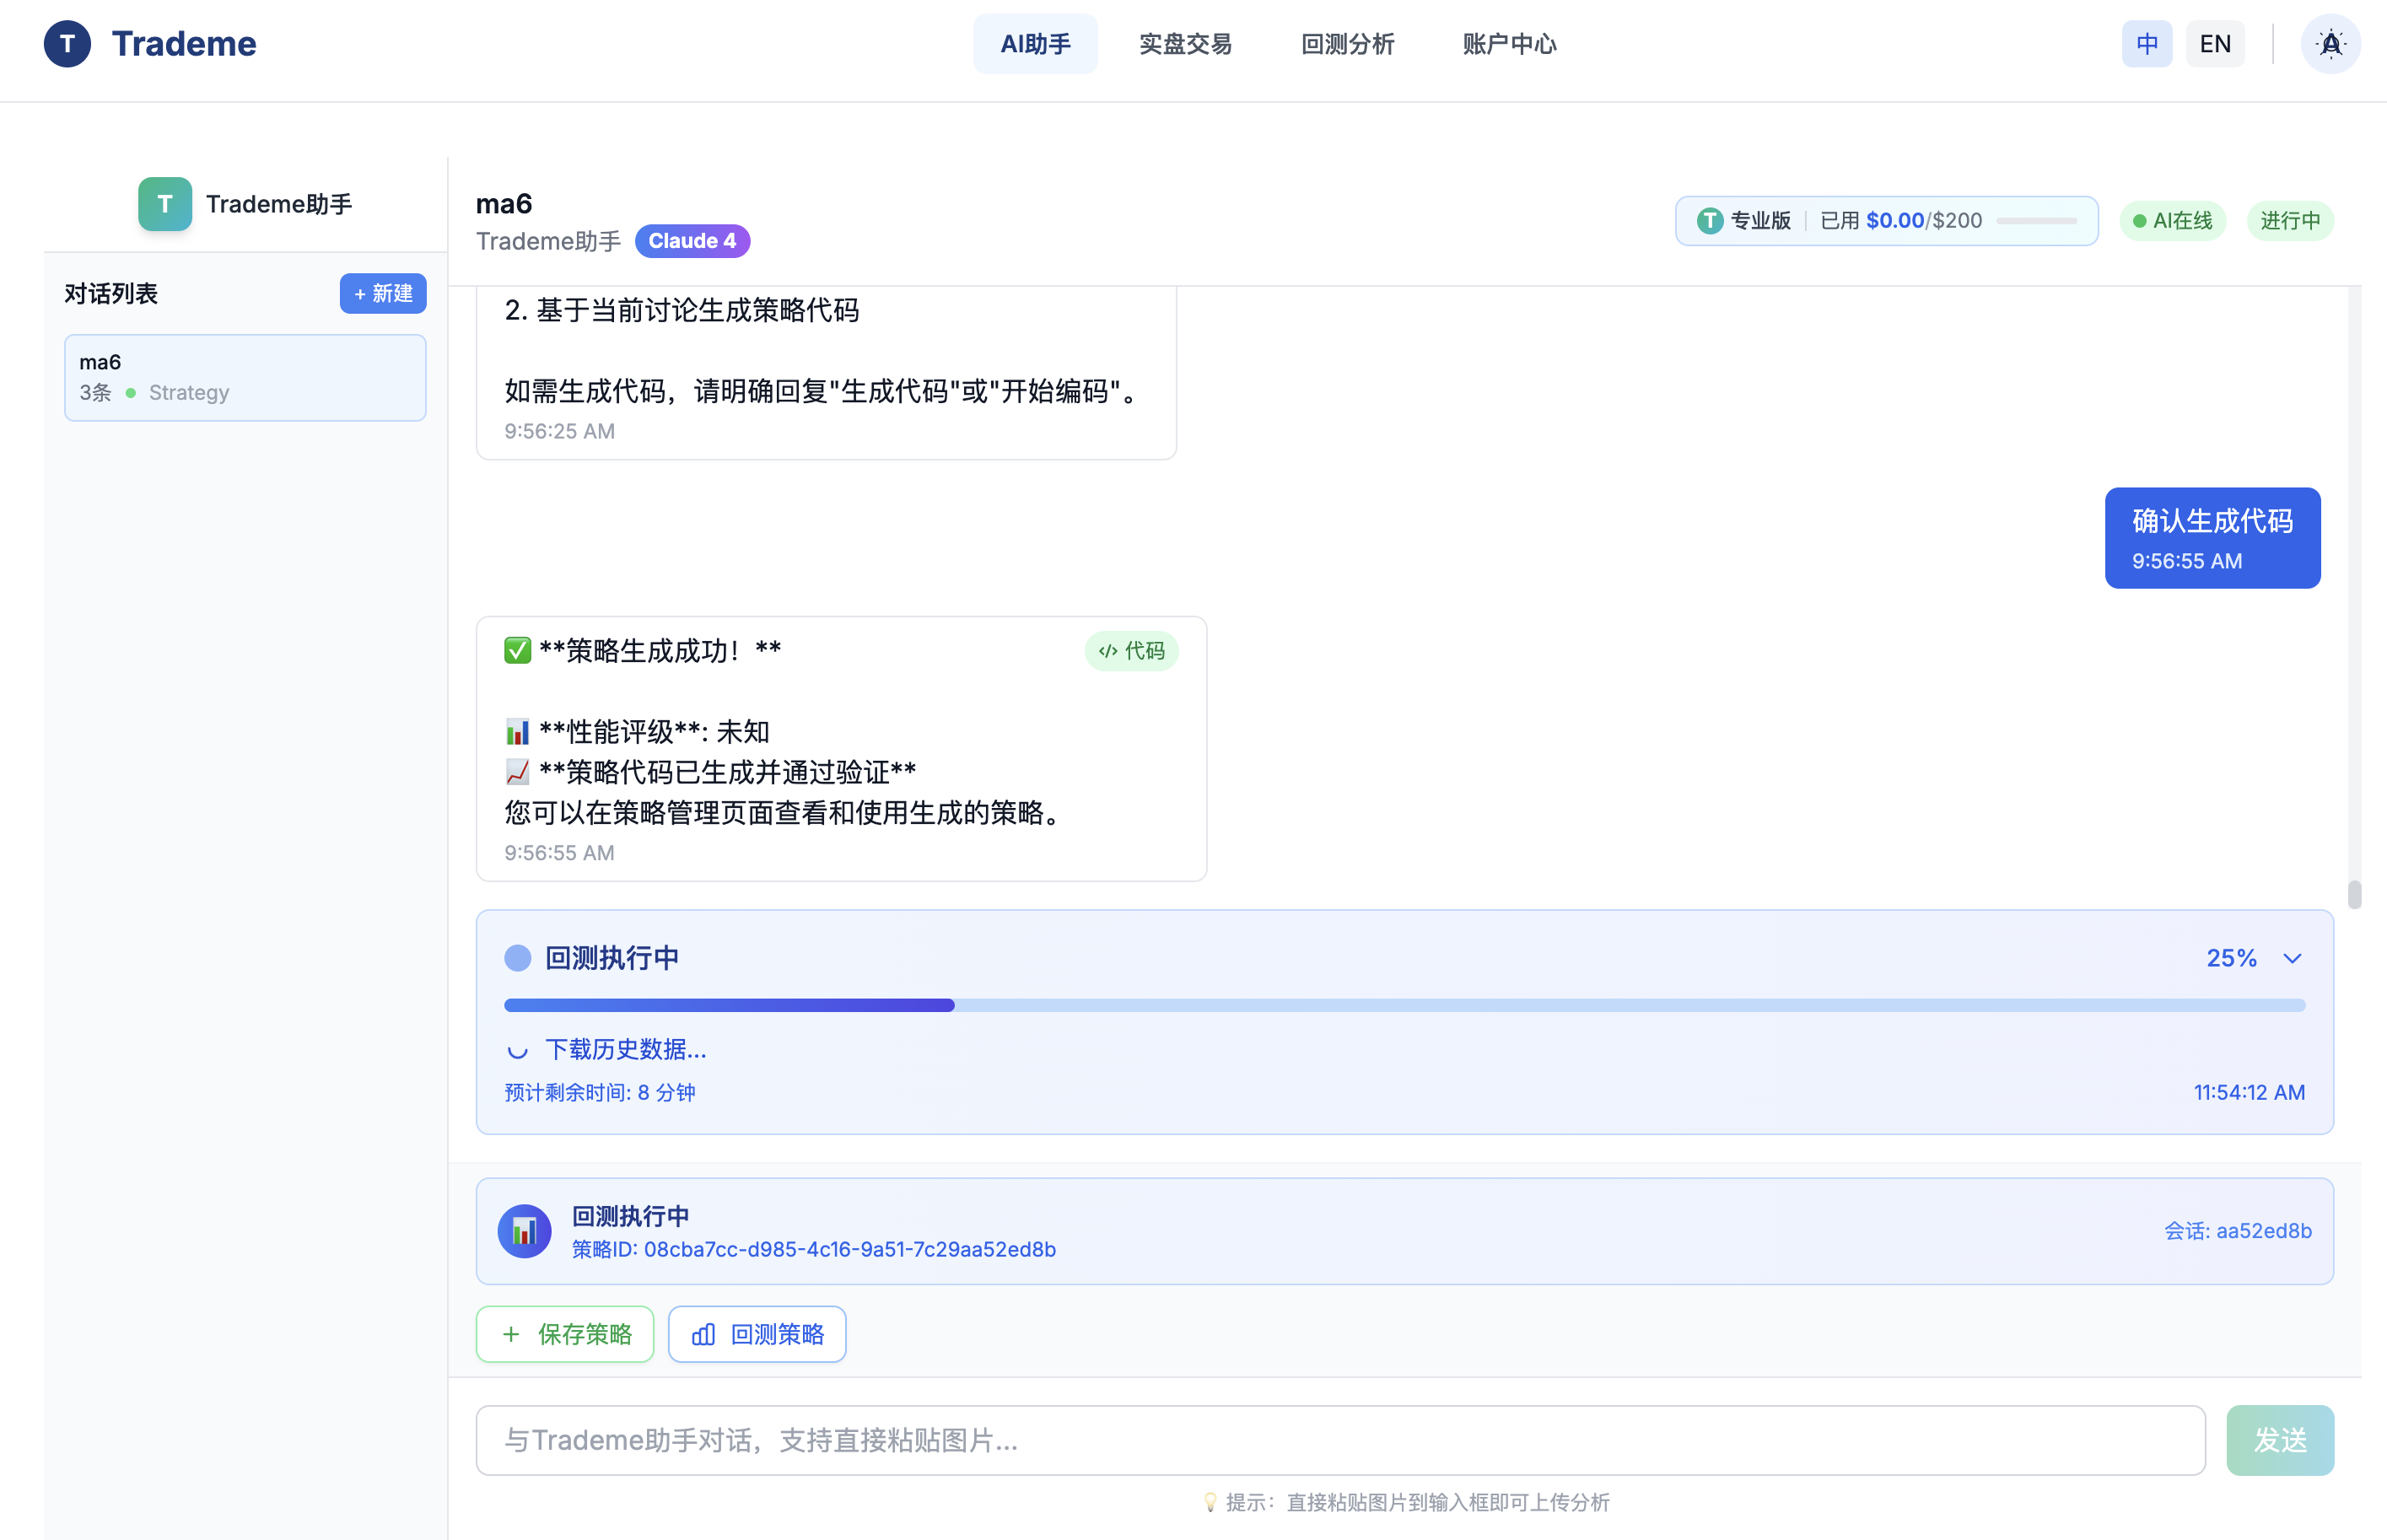 T Trademe
AI助手 实盘交易 回测分析 账户中心
中 EN A
T Trademe助手
对话列表 + 新建
ma6
3条 Strategy
ma6
Trademe助手 Claude 4
T 专业版 已用 $0.00/$200 AI在线 进行中
2. 基于当前讨论生成策略代码
如需生成代码，请明确回复"生成代码"或"开始编码"。
9:56:25 AM
确认生成代码
9:56:55 AM
✅ **策略生成成功！** </> 代码
📊 **性能评级**: 未知
📈 **策略代码已生成并通过验证**
您可以在策略管理页面查看和使用生成的策略。
9:56:55 AM
回测执行中 25%
下载历史数据...
预计剩余时间: 8 分钟 11:54:12 AM
回测执行中
策略ID: 08cba7cc-d985-4c16-9a51-7c29aa52ed8b
会话: aa52ed8b
+ 保存策略 回测策略
与Trademe助手对话，支持直接粘贴图片...
发送
💡 提示：直接粘贴图片到输入框即可上传分析